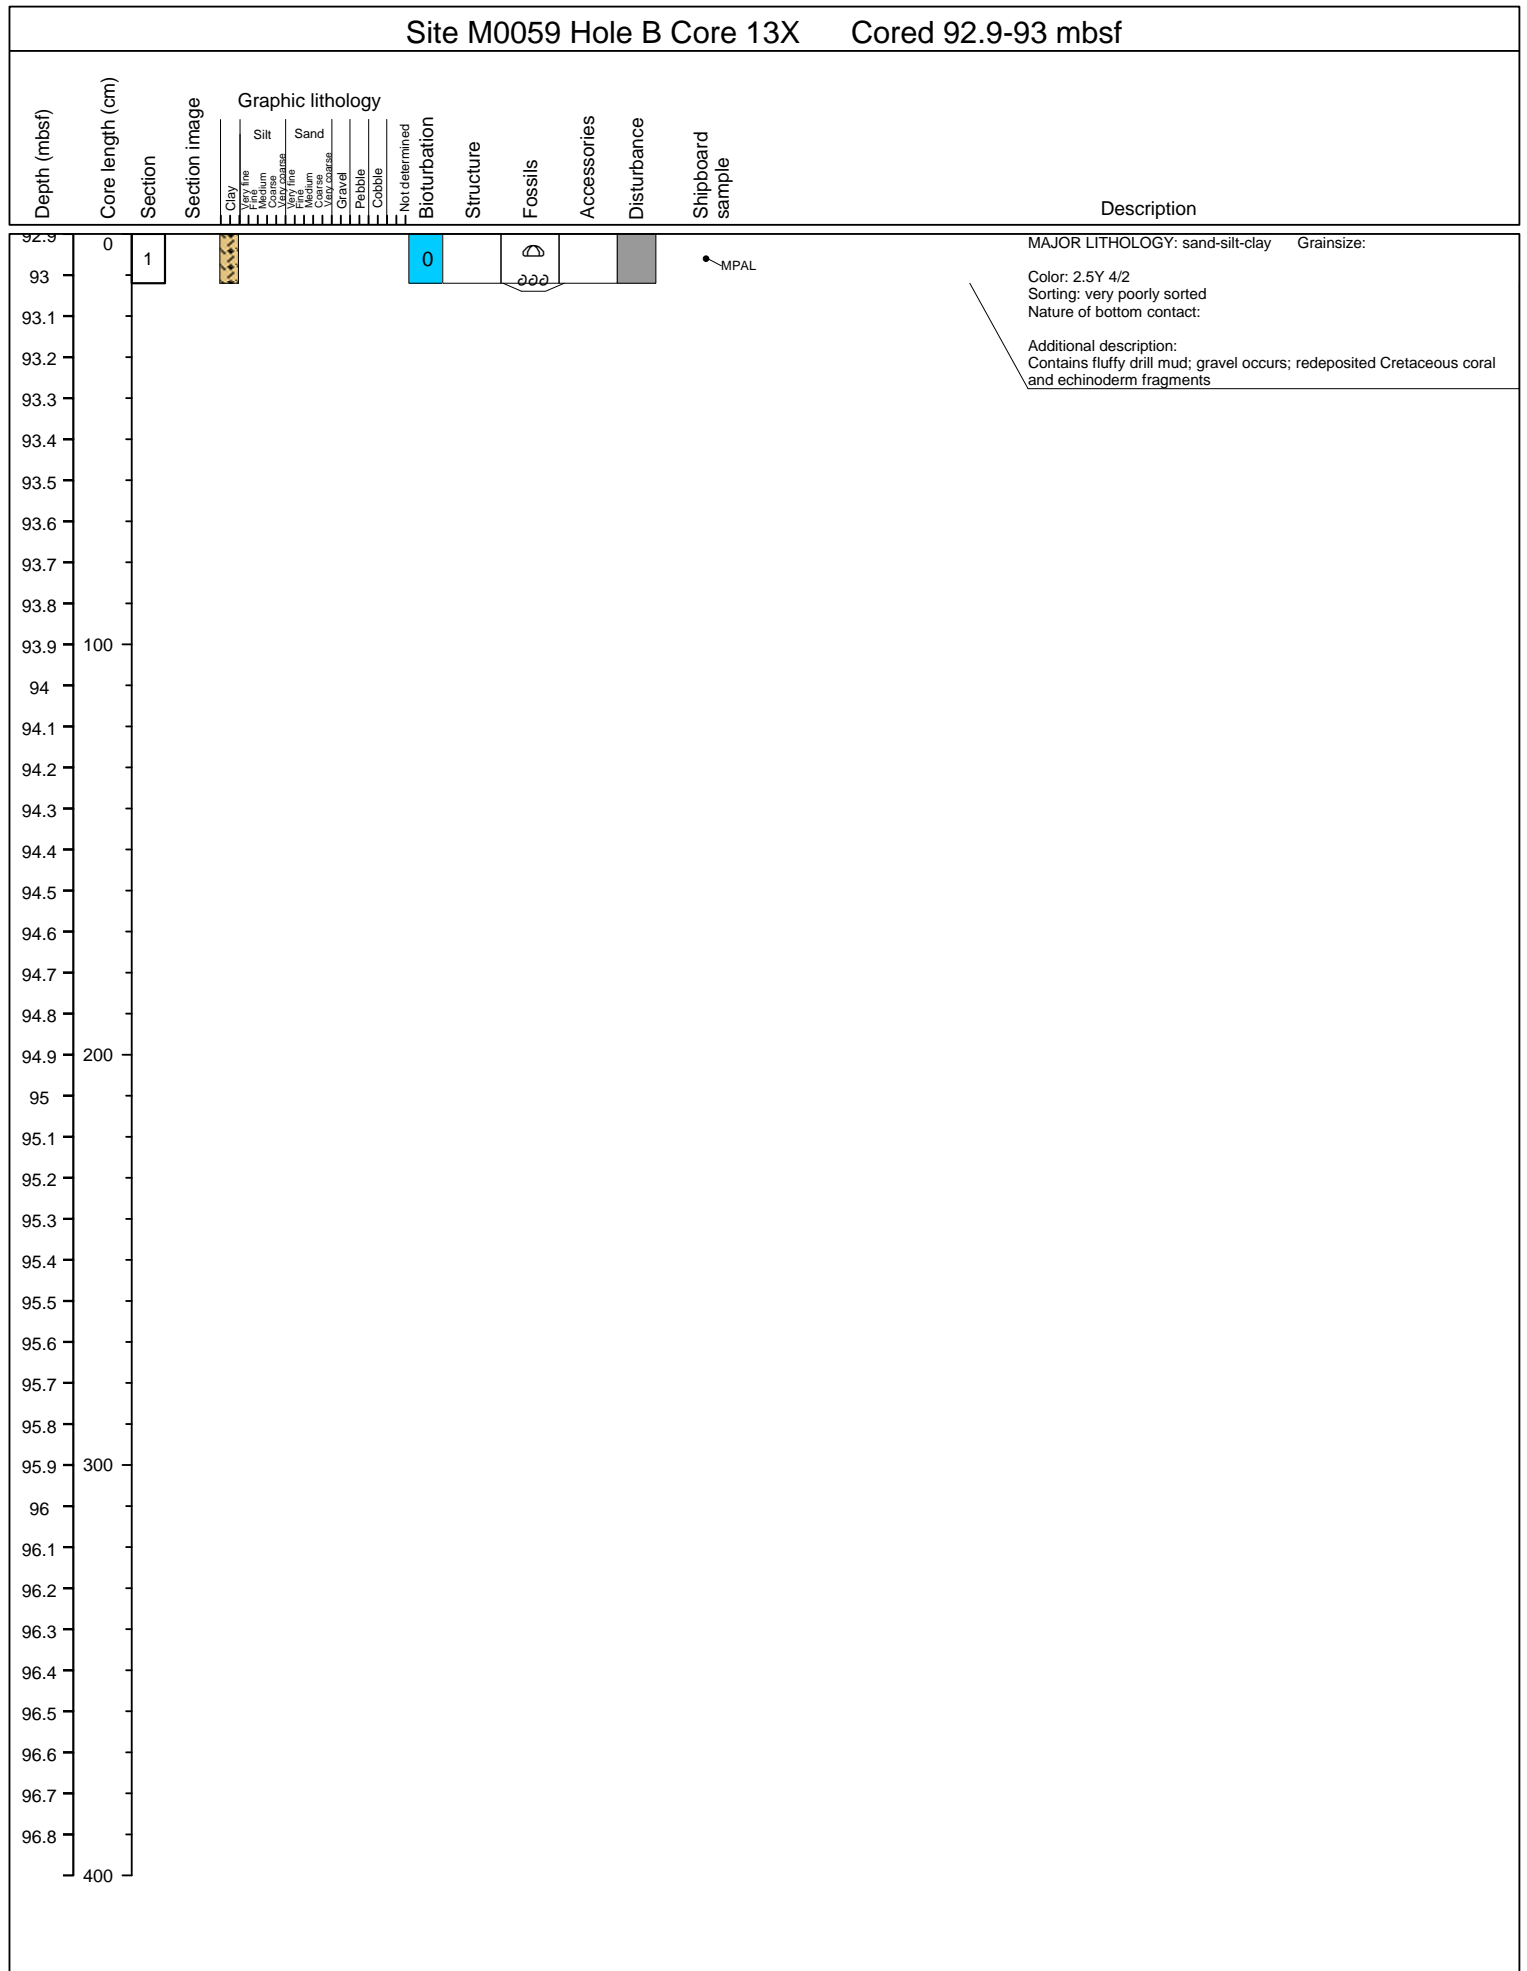 Site M0059 Hole B Core 13X Cored 92.9-93 mbsf
Depth (mbsf)
Core length (cm)
Section
Section image
Graphic lithology
Clay
Silt
Very fine
Fine
Medium
Coarse
Very coarse
Sand
Very fine
Fine
Medium
Coarse
Very coarse
Gravel
Pebble
Cobble
Not determined
Bioturbation
Structure
Fossils
Accessories
Disturbance
Shipboard
sample
Description
92.9
0
1
0
MPAL
MAJOR LITHOLOGY: sand-silt-clay Grainsize:
Color: 2.5Y 4/2
Sorting: very poorly sorted
Nature of bottom contact:
Additional description:
Contains fluffy drill mud; gravel occurs; redeposited Cretaceous coral
and echinoderm fragments
93
93.1
93.2
93.3
93.4
93.5
93.6
93.7
93.8
93.9 100
94
94.1
94.2
94.3
94.4
94.5
94.6
94.7
94.8
94.9 200
95
95.1
95.2
95.3
95.4
95.5
95.6
95.7
95.8
95.9 300
96
96.1
96.2
96.3
96.4
96.5
96.6
96.7
96.8
400